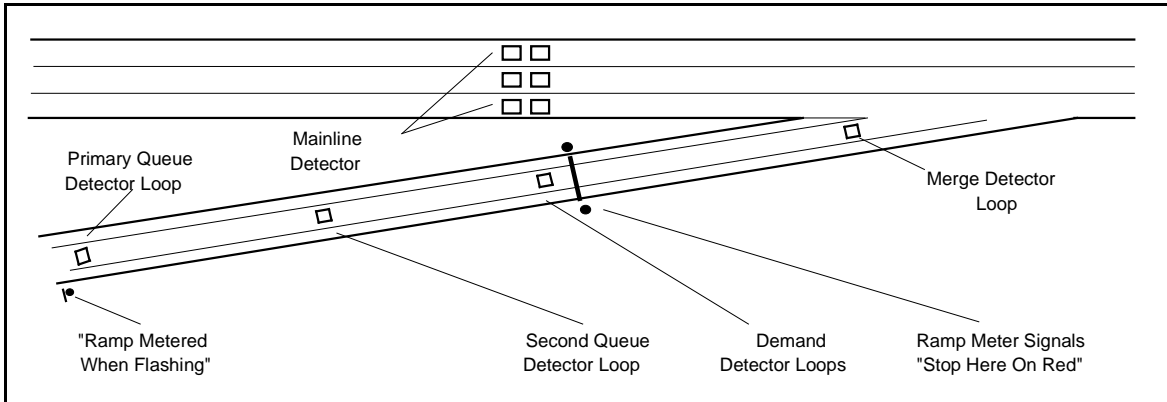 Mainline
Detector
Primary Queue
Detector Loop
Merge Detector
Loop
"Ramp Metered
When Flashing"
Second Queue
Detector Loop
Demand
Detector Loops
Ramp Meter Signals
"Stop Here On Red"